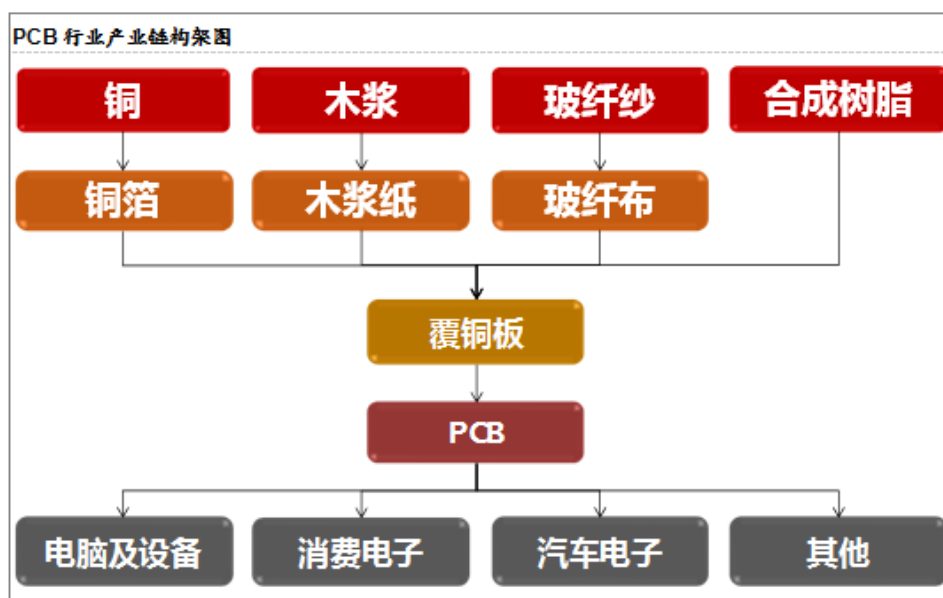 PCB 行业产业链构架图
铜 木浆 玻纤纱 合成树脂
铜箔 木浆纸 玻纤布
覆铜板
PCB
电脑及设备 消费电子 汽车电子 其他